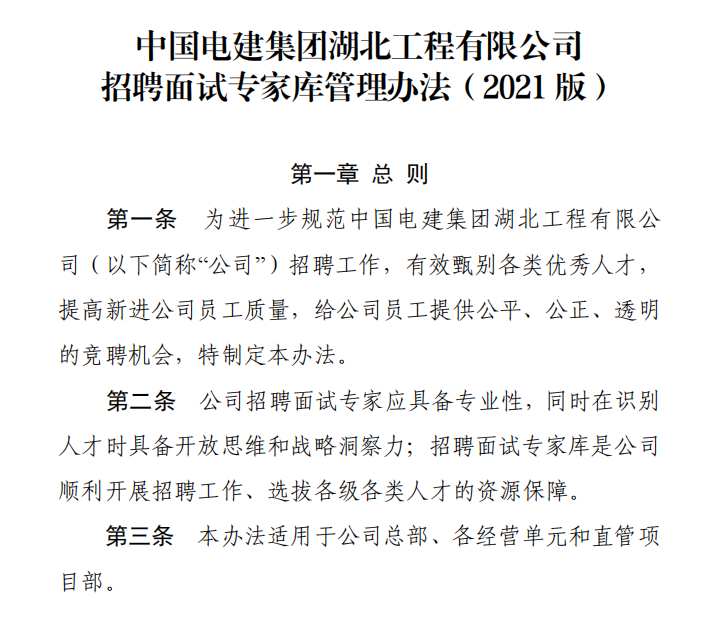 中国电建集团湖北工程有限公司
招聘面试专家库管理办法（2021 版）
第一章 总 则
第一条 为进一步规范中国电建集团湖北工程有限公
司（以下简称“公司”）招聘工作，有效甄别各类优秀人才，
提高新进公司员工质量，给公司员工提供公平、公正、透明
的竞聘机会，特制定本办法。
第二条 公司招聘面试专家应具备专业性，同时在识别
人才时具备开放思维和战略洞察力；招聘面试专家库是公司
顺利开展招聘工作、选拔各级各类人才的资源保障。
第三条 本办法适用于公司总部、各经营单元和直管项
目部。